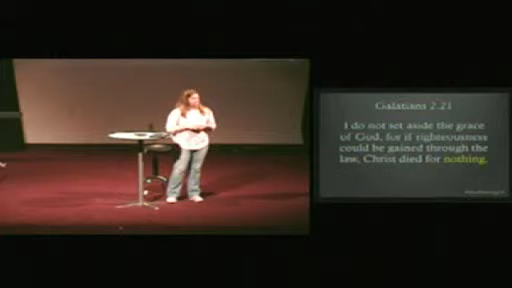 Galatians 2.21
I do not set aside the grace
of God, for if righteousness
could be gained through the
law, Christ died for nothing.